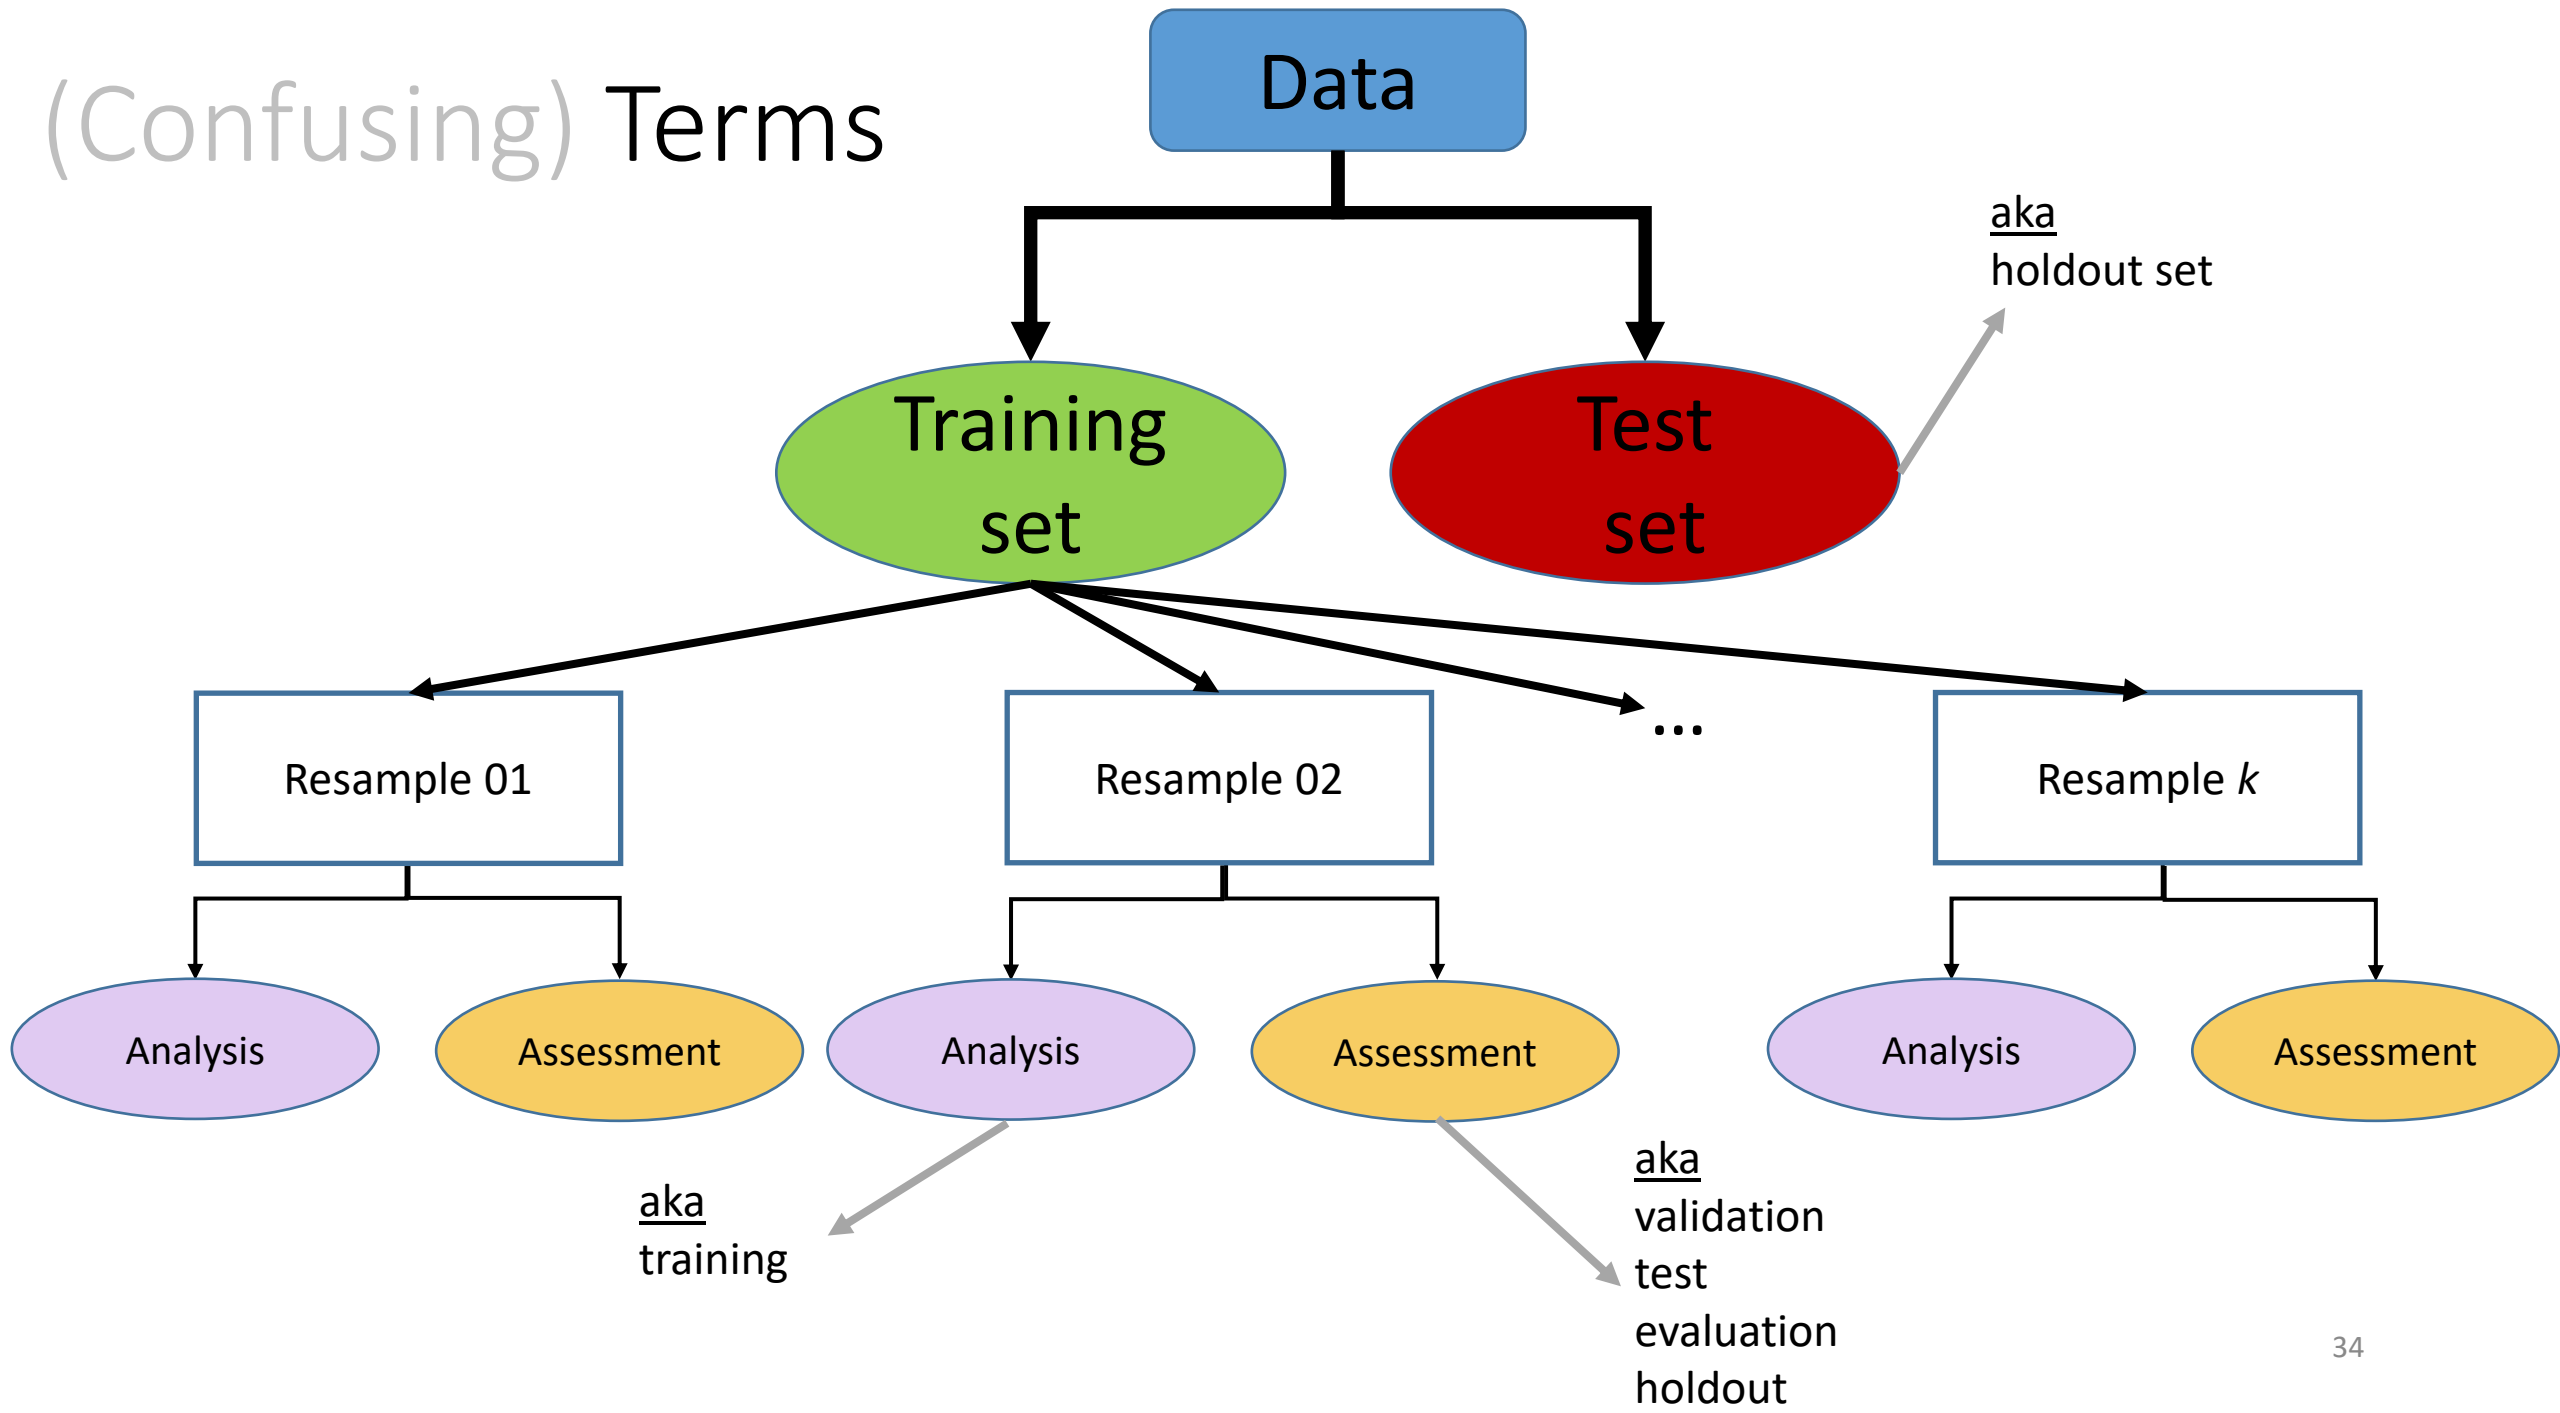 (Confusing) Terms
Data
aka
holdout set
Training
set
Test
set
...
Resample 01
Resample 02
Resample k
Analysis
Assessment
Analysis
Assessment
Analysis
Assessment
aka
training
aka
validation
test
evaluation
holdout
34